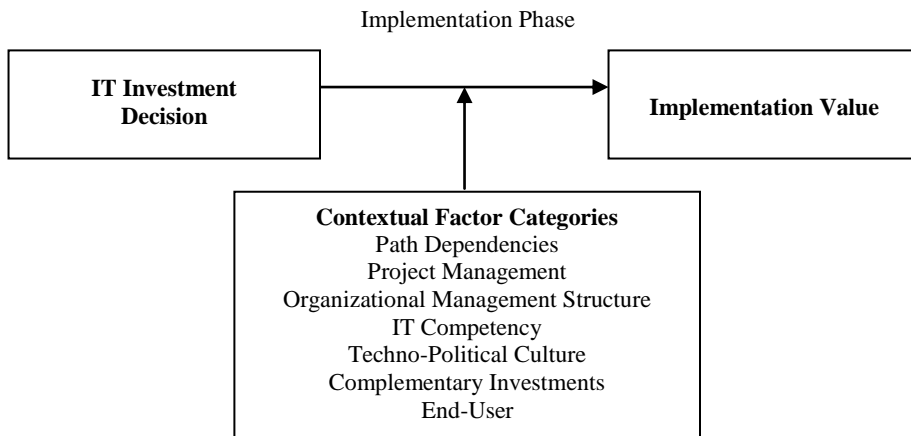 Implementation Phase
IT Investment
Decision
Implementation Value
Contextual Factor Categories
Path Dependencies
Project Management
Organizational Management Structure
IT Competency
Techno-Political Culture
Complementary Investments
End-User